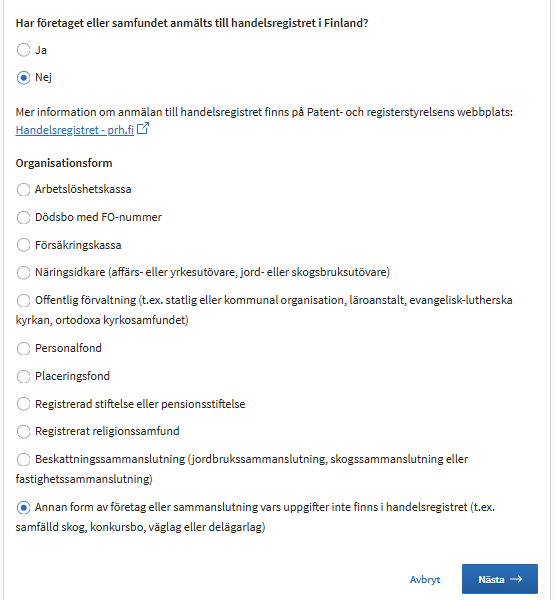 Har företaget eller samfundet anmälts till handelsregistret i Finland?
Ja
Nej
Mer information om anmälan till handelsregistret finns på Patent- och registerstyrelsens webbplats:
Handelsregistret - prh.fi
Organisationsform
Arbetslöshetskassa
Dödsbo med FO-nummer
Försäkringskassa
Näringsidkare (affärs- eller yrkesutövare, jord- eller skogsbruksutövare)
Offentlig förvaltning (t.ex. statlig eller kommunal organisation, läroanstalt, evangelisk-lutherska
kyrkan, ortodoxa kyrkosamfundet)
Personalfond
Placeringsfond
Registrerad stiftelse eller pensionsstiftelse
Registrerat religionssamfund
Beskattningssammanslutning (jordbrukssammanslutning, skogssammanslutning eller
fastighetssammanslutning)
Annan form av företag eller sammanslutning vars uppgifter inte finns i handelsregistret (t.ex.
samfälld skog, konkursbo, väglag eller delägarlag)
Avbryt Nästa →